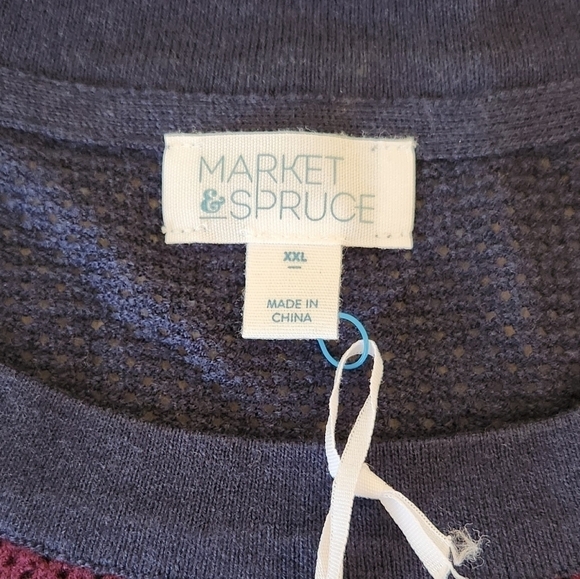 MARKET
& SPRUCE
XXL
MADE IN
CHINA